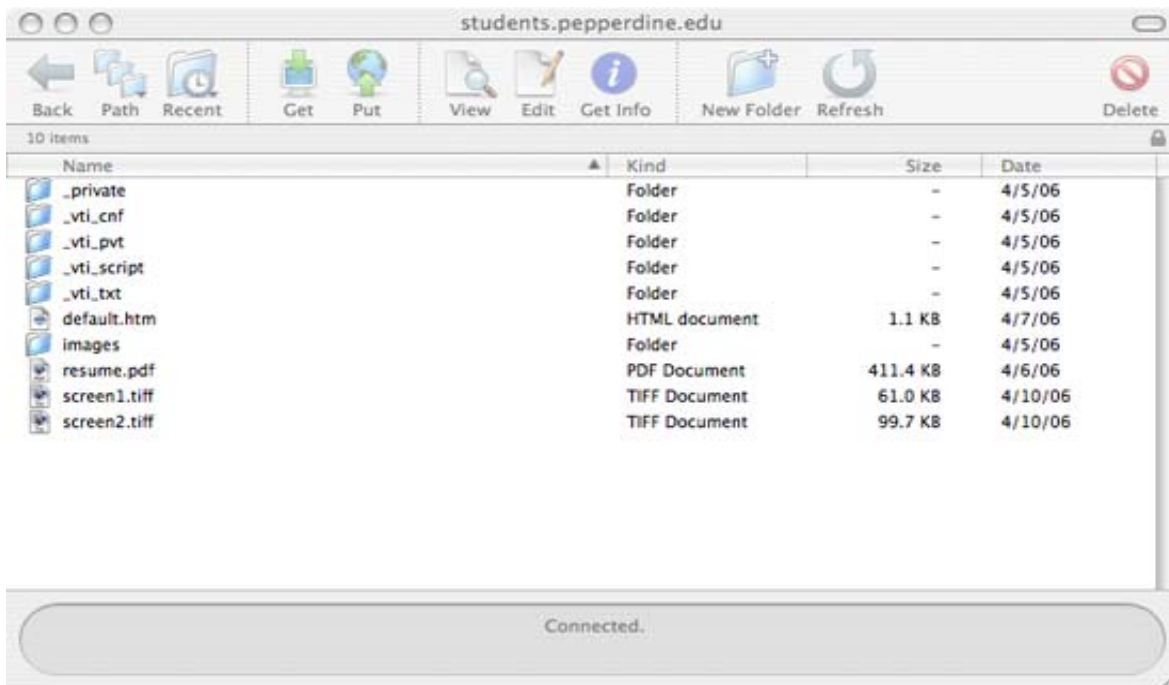 students.pepperdine.edu
Back Path Recent Get Put View Edit Get Info New Folder Refresh Delete
10 items
Name Kind Size Date
_private Folder - 4/5/06
_vti_cnf Folder - 4/5/06
_vti_pvt Folder - 4/5/06
_vti_script Folder - 4/5/06
_vti_txt Folder - 4/5/06
default.htm HTML document 1.1 KB 4/7/06
images Folder - 4/5/06
resume.pdf PDF Document 411.4 KB 4/6/06
screen1.tiff TIFF Document 61.0 KB 4/10/06
screen2.tiff TIFF Document 99.7 KB 4/10/06
Connected.